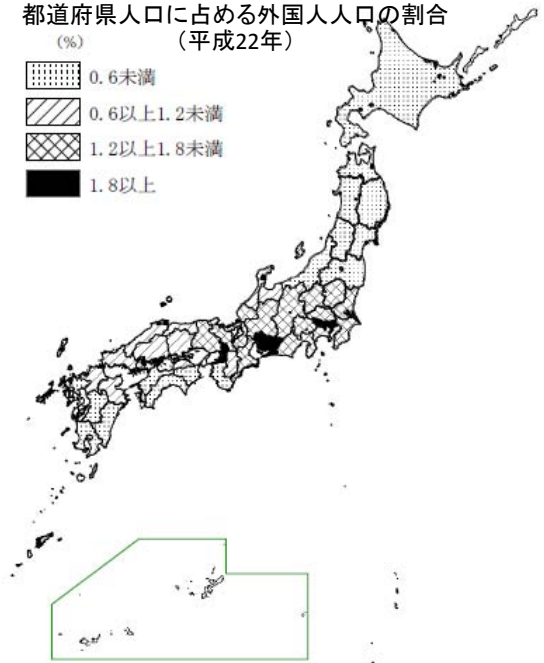 都道府県人口に占める外国人人口の割合
（平成22年）
(%)
0.6未満
0.6以上1.2未満
1.2以上1.8未満
1.8以上